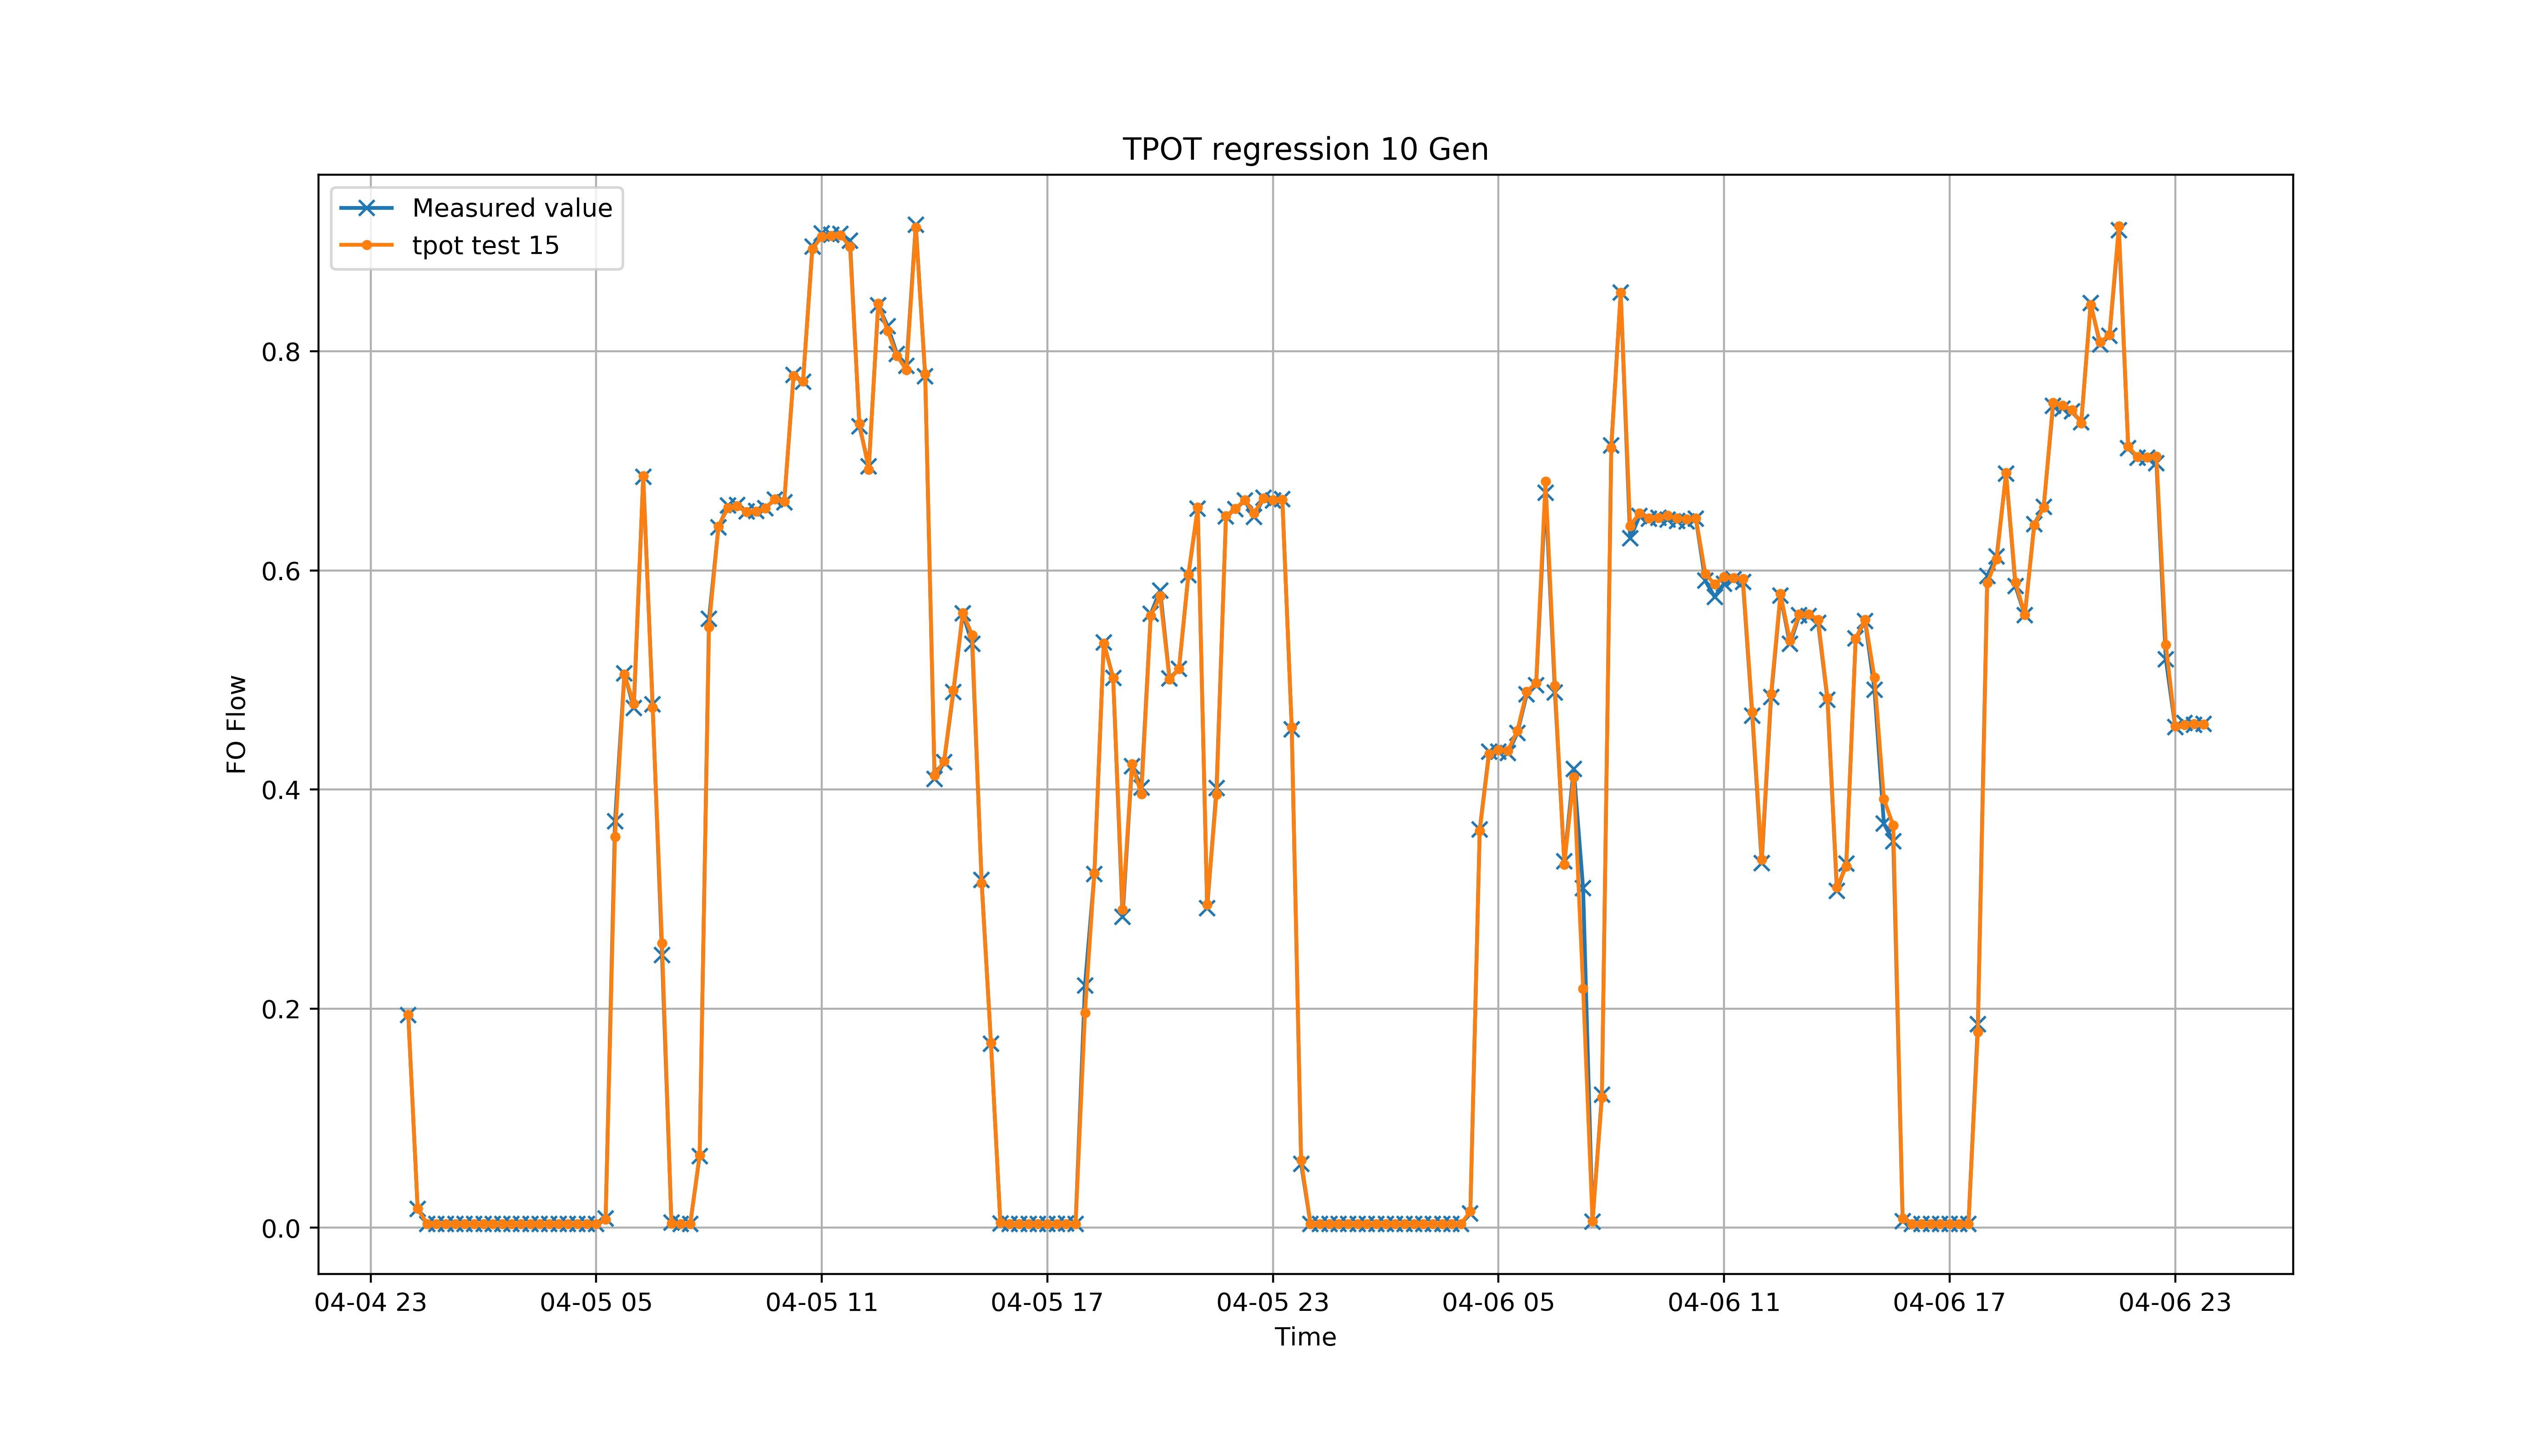 TPOT regression 10 Gen
Measured value
tpot test 15
FO Flow
0.8
0.6
0.4
0.2
0.0
04-04 23
04-05 05
04-05 11
04-05 17
04-05 23
04-06 05
04-06 11
04-06 17
04-06 23
Time